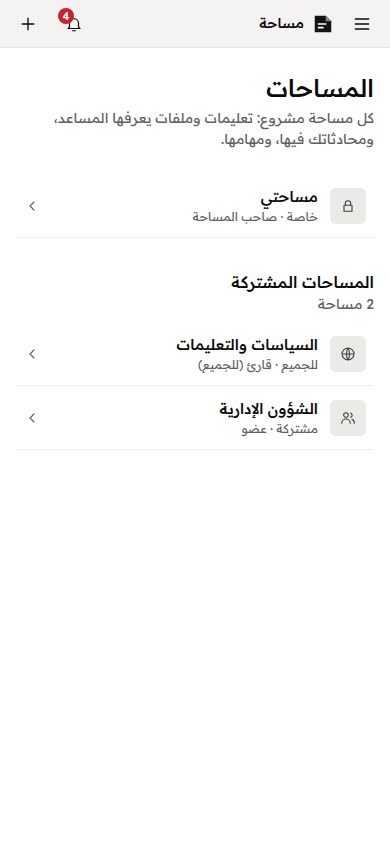 مساحة
4
المساحات
كل مساحة مشروع: تعليمات وملفات يعرفها المساعد،
ومحادثاتك فيها، ومهامها.
مساحتي
خاصة · صاحب المساحة
المساحات المشتركة
2 مساحة
السياسات والتعليمات
للجميع · قارئ (للجميع)
الشؤون الإدارية
مشتركة · عضو